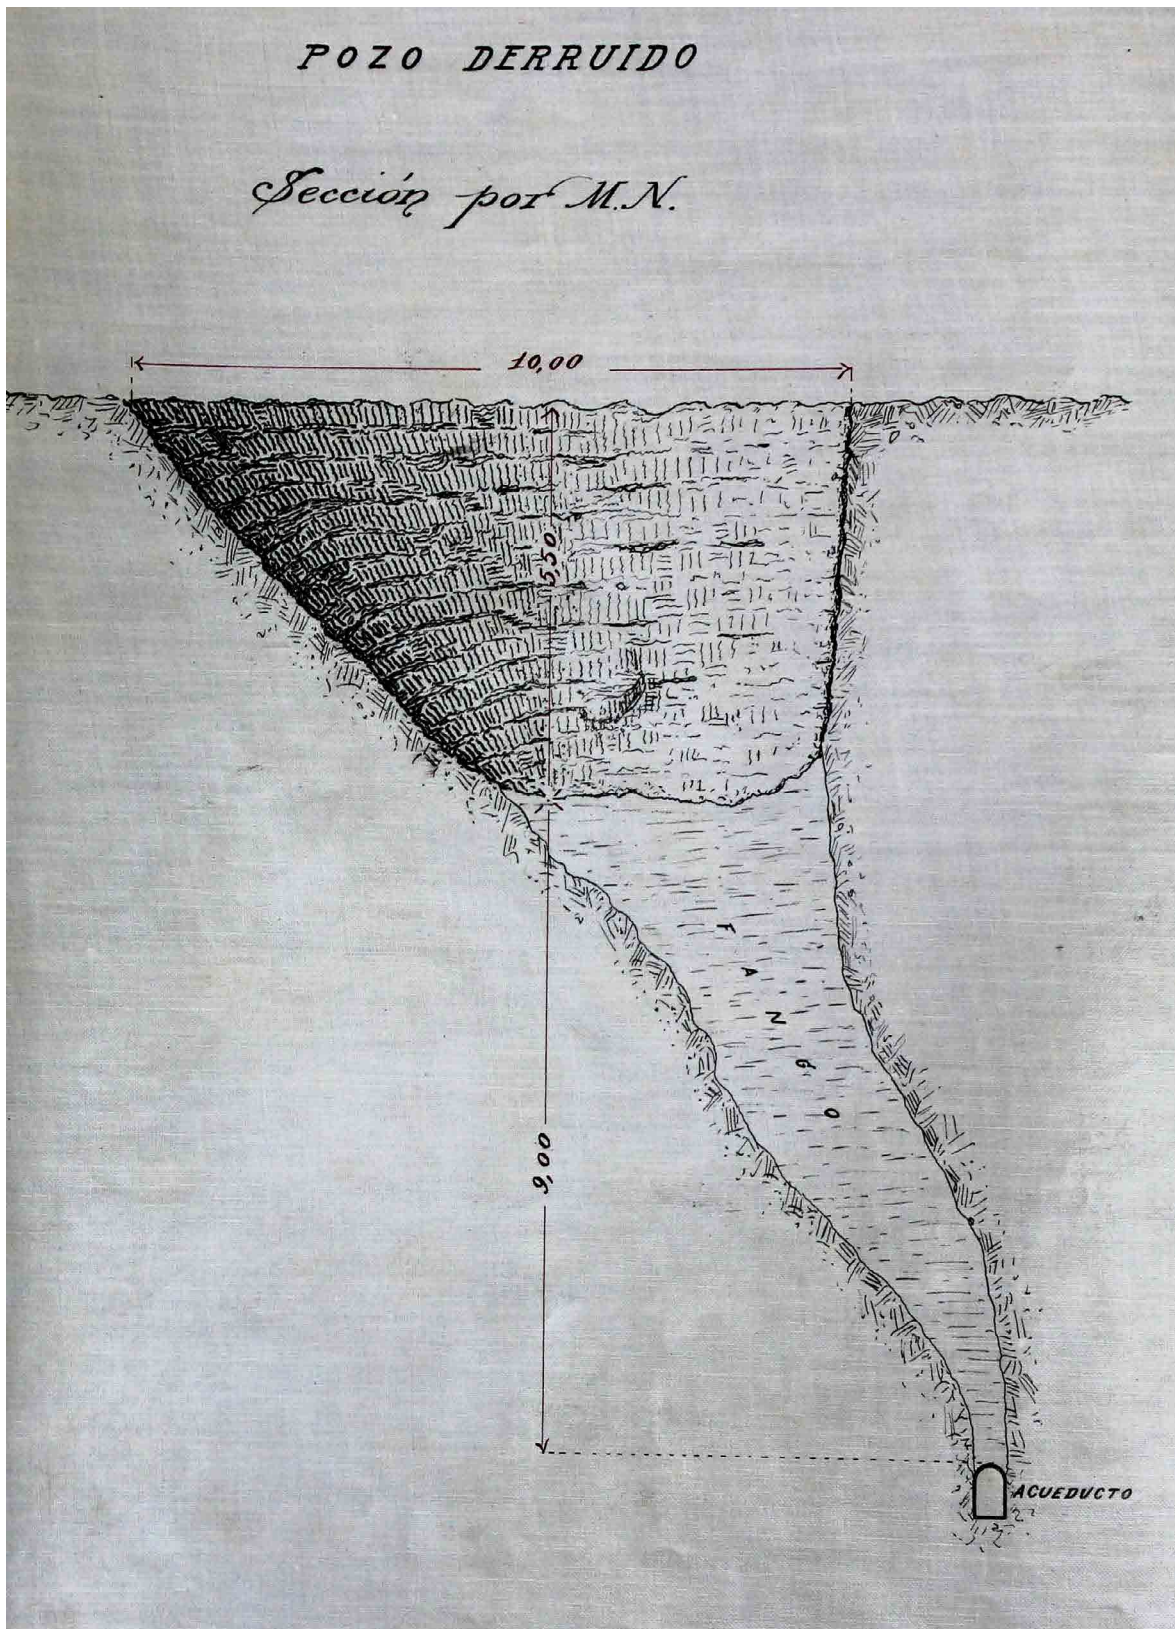 POZO DERRUIDO
Sección por M.N.
10,00
5,50
FANGO
9,00
ACUEDUCTO